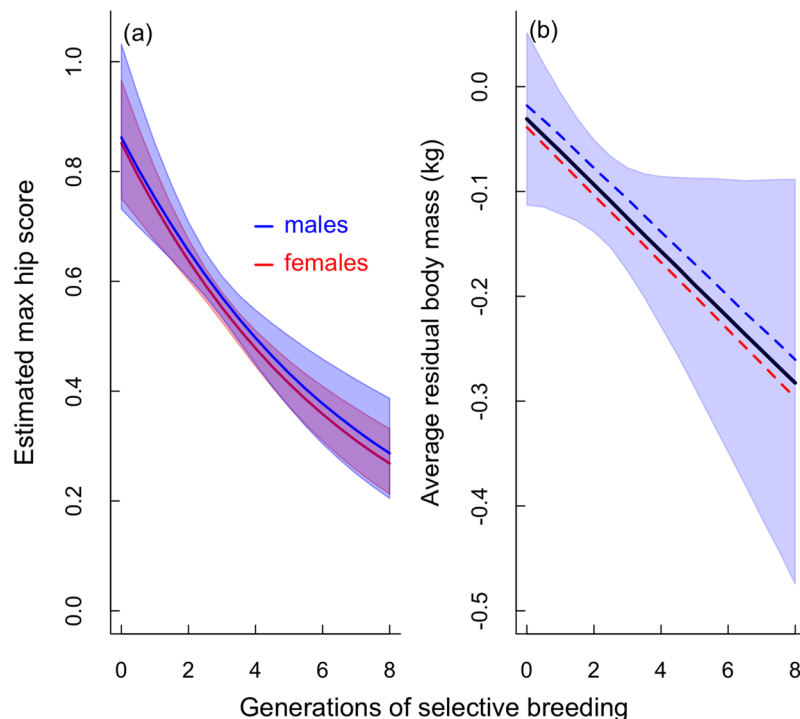 (a)
Estimated max hip score
1.0
0.8
0.6
0.4
0.2
0.0
males
females
0 2 4 6 8
(b)
Average residual body mass (kg)
0.0
-0.1
-0.2
-0.3
-0.4
-0.5
0 2 4 6 8
Generations of selective breeding